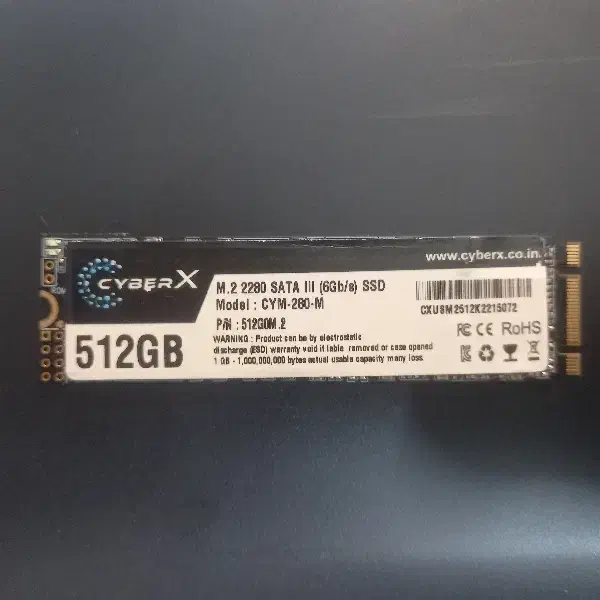 CYBERX
www.cyberx.co.in
M.2 2280 SATA III (6Gb/s) SSD
Model : CYM-280-M
CXUSM2512K2215072
P/N : 512G0M.2
FC CE RoHS
512GB
WARNING : Product can be by electrostatic
discharge (ESD) warranty void it lable removed or case opened
1 GB - 1,000,000,000 bytes actual usable capacity many loss.